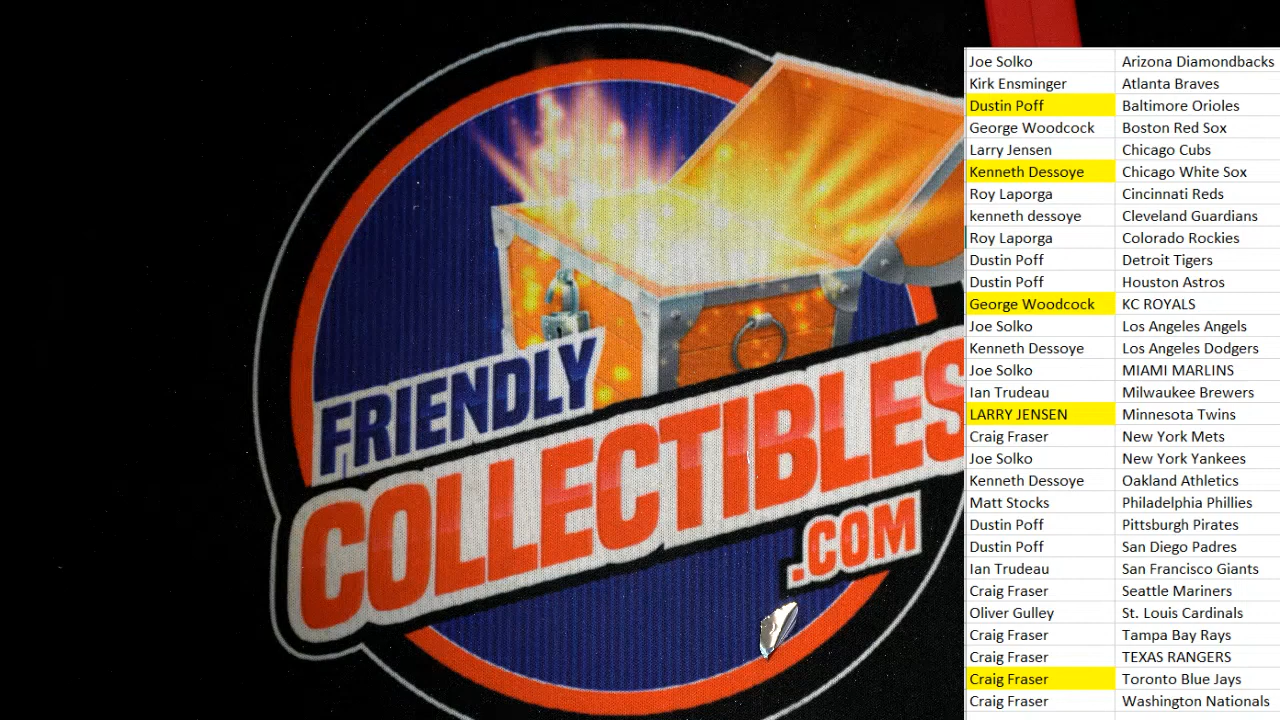 FRIENDLY
COLLECTIBLES
.COM
Joe Solko Arizona Diamondbacks
Kirk Ensminger Atlanta Braves
Dustin Poff Baltimore Orioles
George Woodcock Boston Red Sox
Larry Jensen Chicago Cubs
Kenneth Dessoye Chicago White Sox
Roy Laporga Cincinnati Reds
kenneth dessoye Cleveland Guardians
Roy Laporga Colorado Rockies
Dustin Poff Detroit Tigers
Dustin Poff Houston Astros
George Woodcock KC ROYALS
Joe Solko Los Angeles Angels
Kenneth Dessoye Los Angeles Dodgers
Joe Solko MIAMI MARLINS
Ian Trudeau Milwaukee Brewers
LARRY JENSEN Minnesota Twins
Craig Fraser New York Mets
Joe Solko New York Yankees
Kenneth Dessoye Oakland Athletics
Matt Stocks Philadelphia Phillies
Dustin Poff Pittsburgh Pirates
Dustin Poff San Diego Padres
Ian Trudeau San Francisco Giants
Craig Fraser Seattle Mariners
Oliver Gulley St. Louis Cardinals
Craig Fraser Tampa Bay Rays
Craig Fraser TEXAS RANGERS
Craig Fraser Toronto Blue Jays
Craig Fraser Washington Nationals